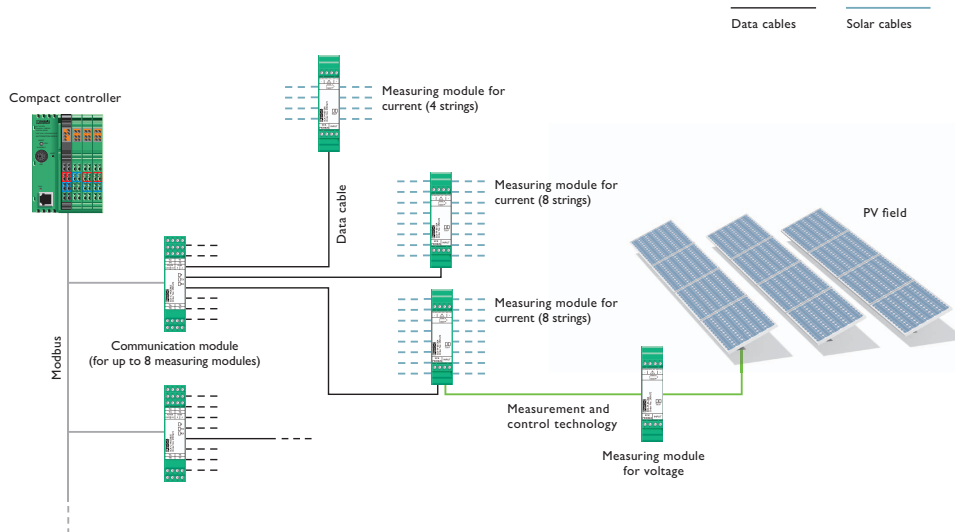 Data cables
Solar cables
Compact controller
Measuring module for
current (4 strings)
Data cable
Measuring module for
current (8 strings)
PV field
Measuring module for
current (8 strings)
Communication module
(for up to 8 measuring modules)
Modbus
Measurement and
control technology
Measuring module
for voltage